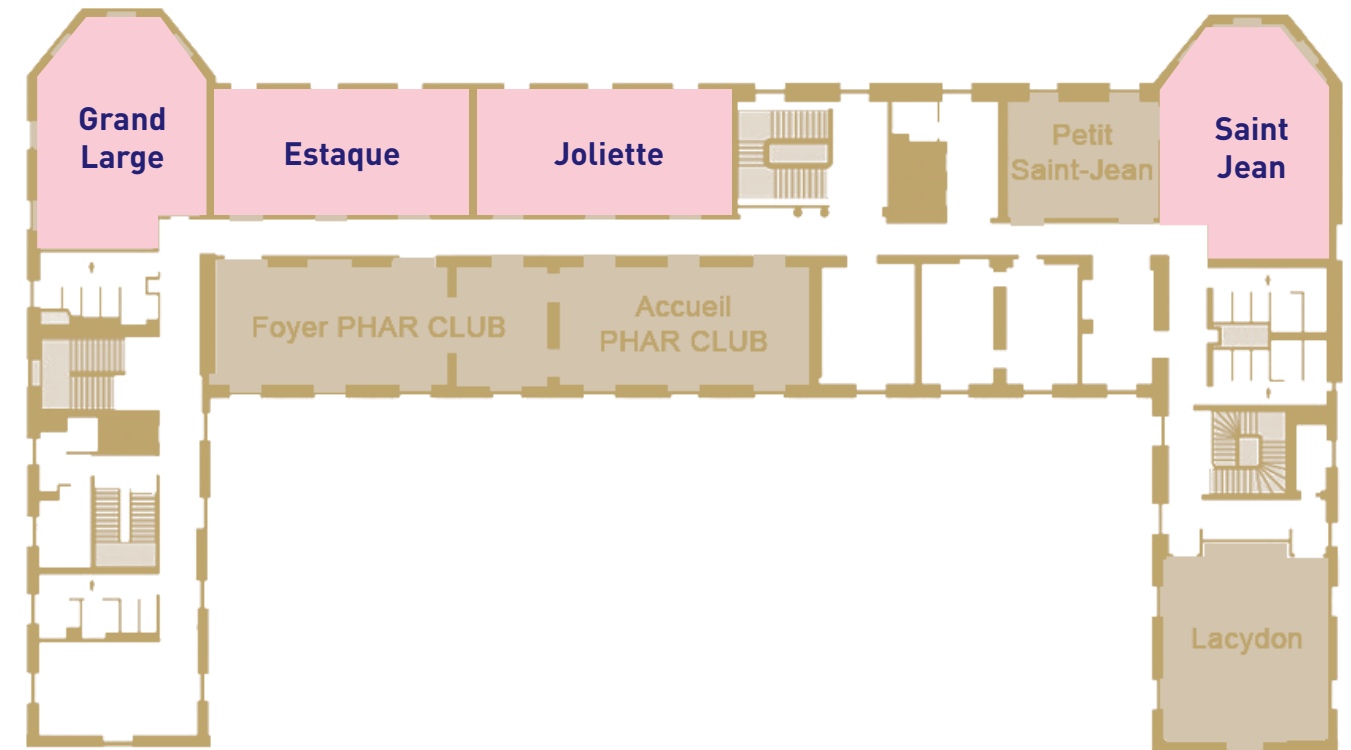 Grand
Large
Estaque
Joliette
Petit
Saint-Jean
Saint
Jean
Foyer PHAR CLUB
Accueil
PHAR CLUB
Lacydon